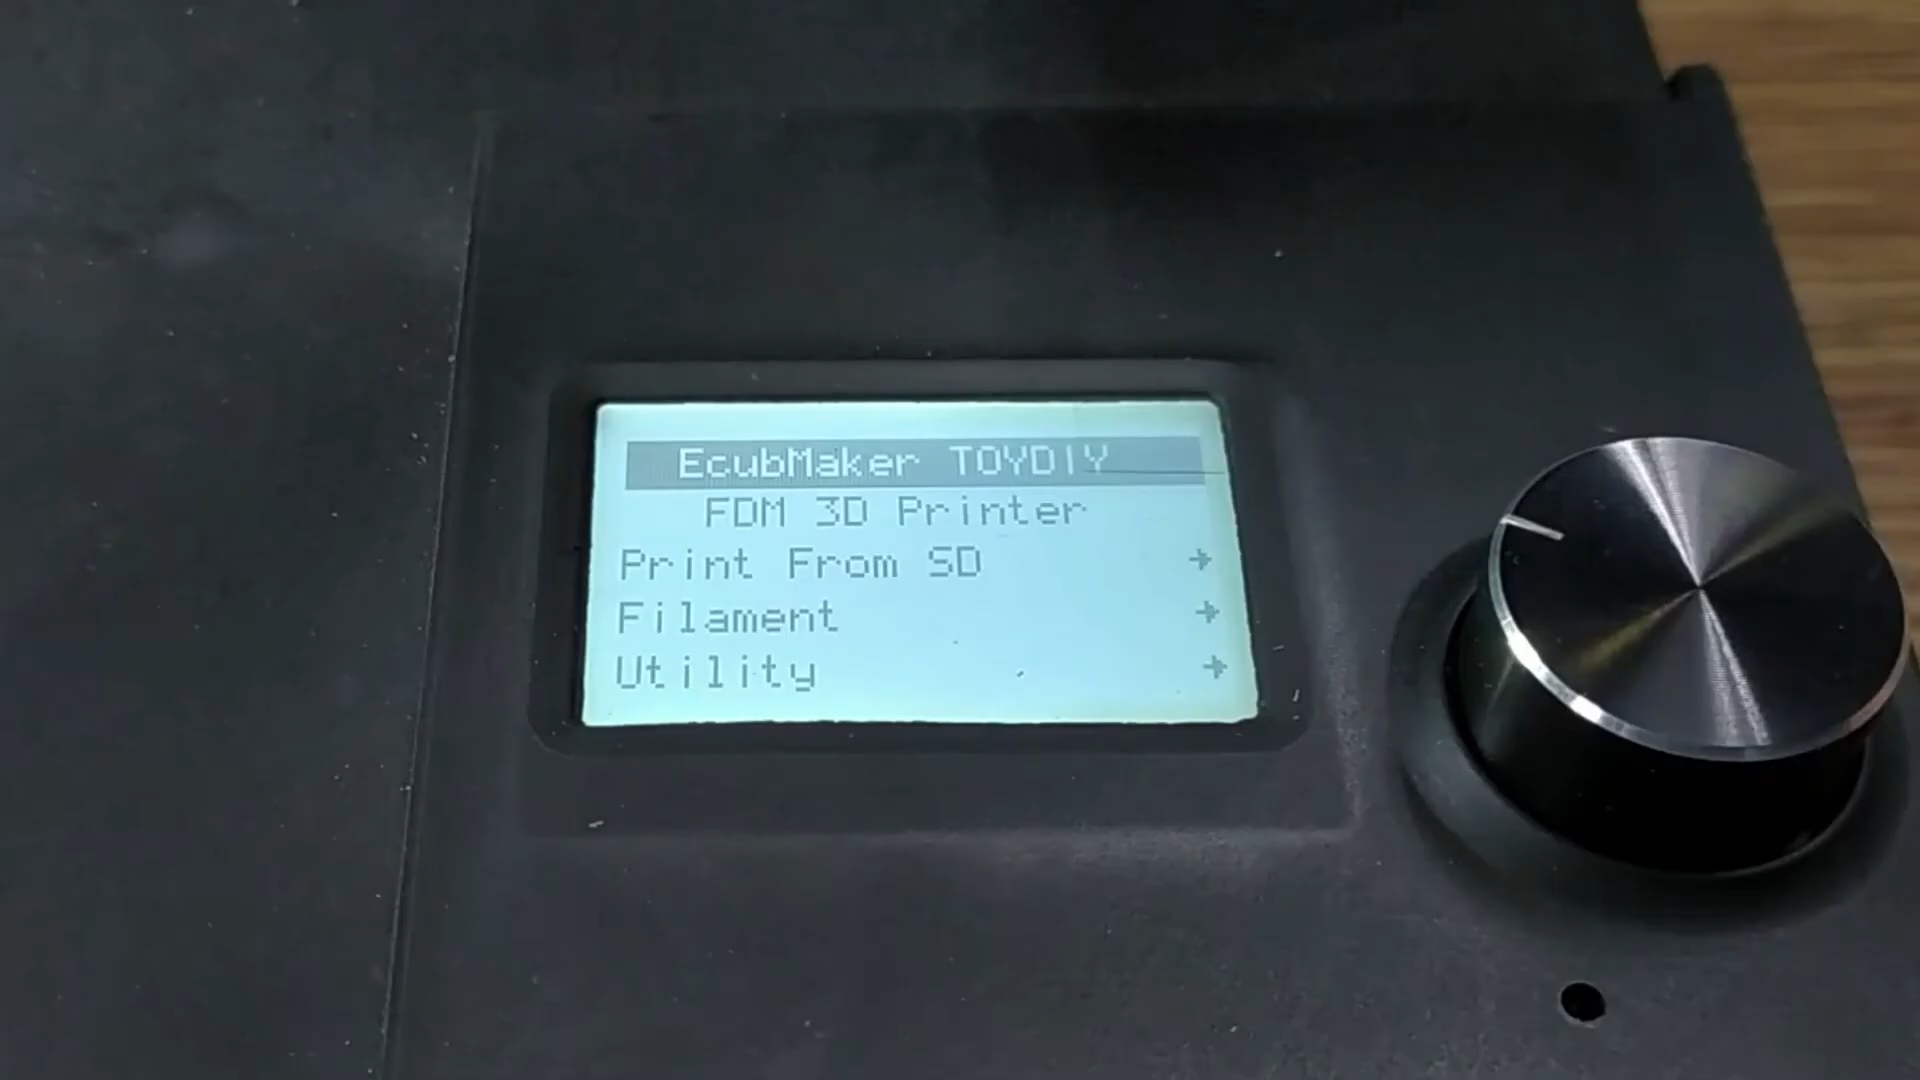 EcubMaker TOYDIY
FDM 3D Printer
Print From SD
Filament
Utility